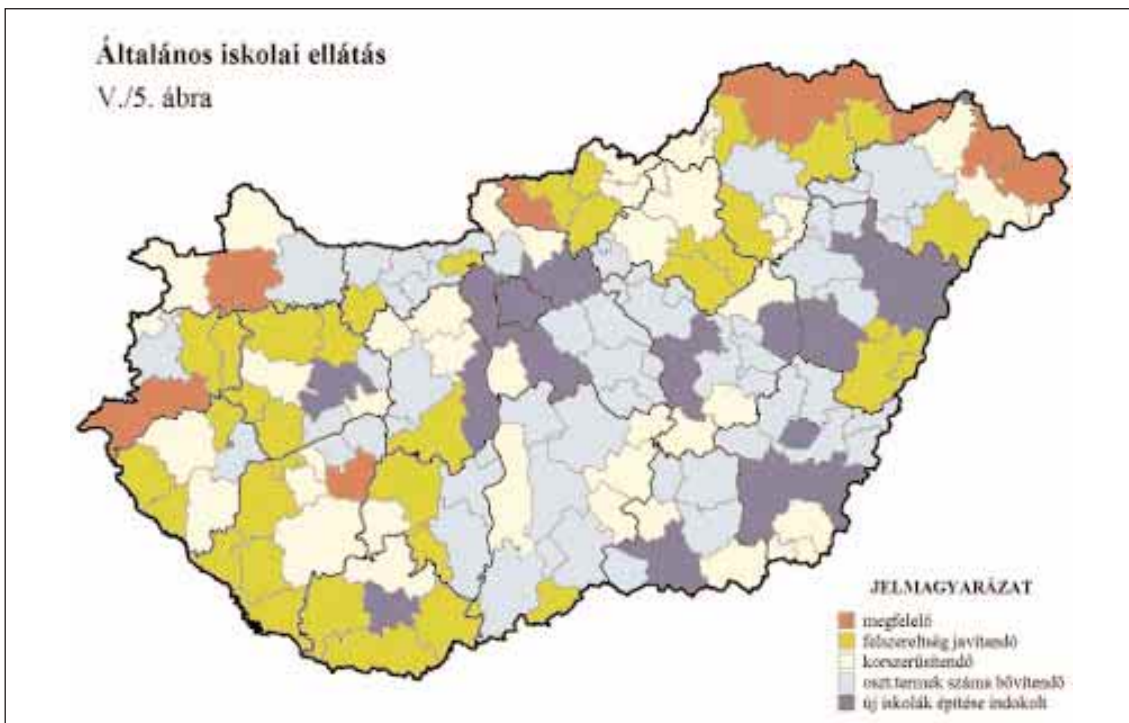 Általános iskolai ellátás
V./5. ábra
JELMAGYARÁZAT
megfelelő
felszereltség javítandó
korszerűsítendő
oszt.termek száma bővítendő
új iskolák építése indokolt